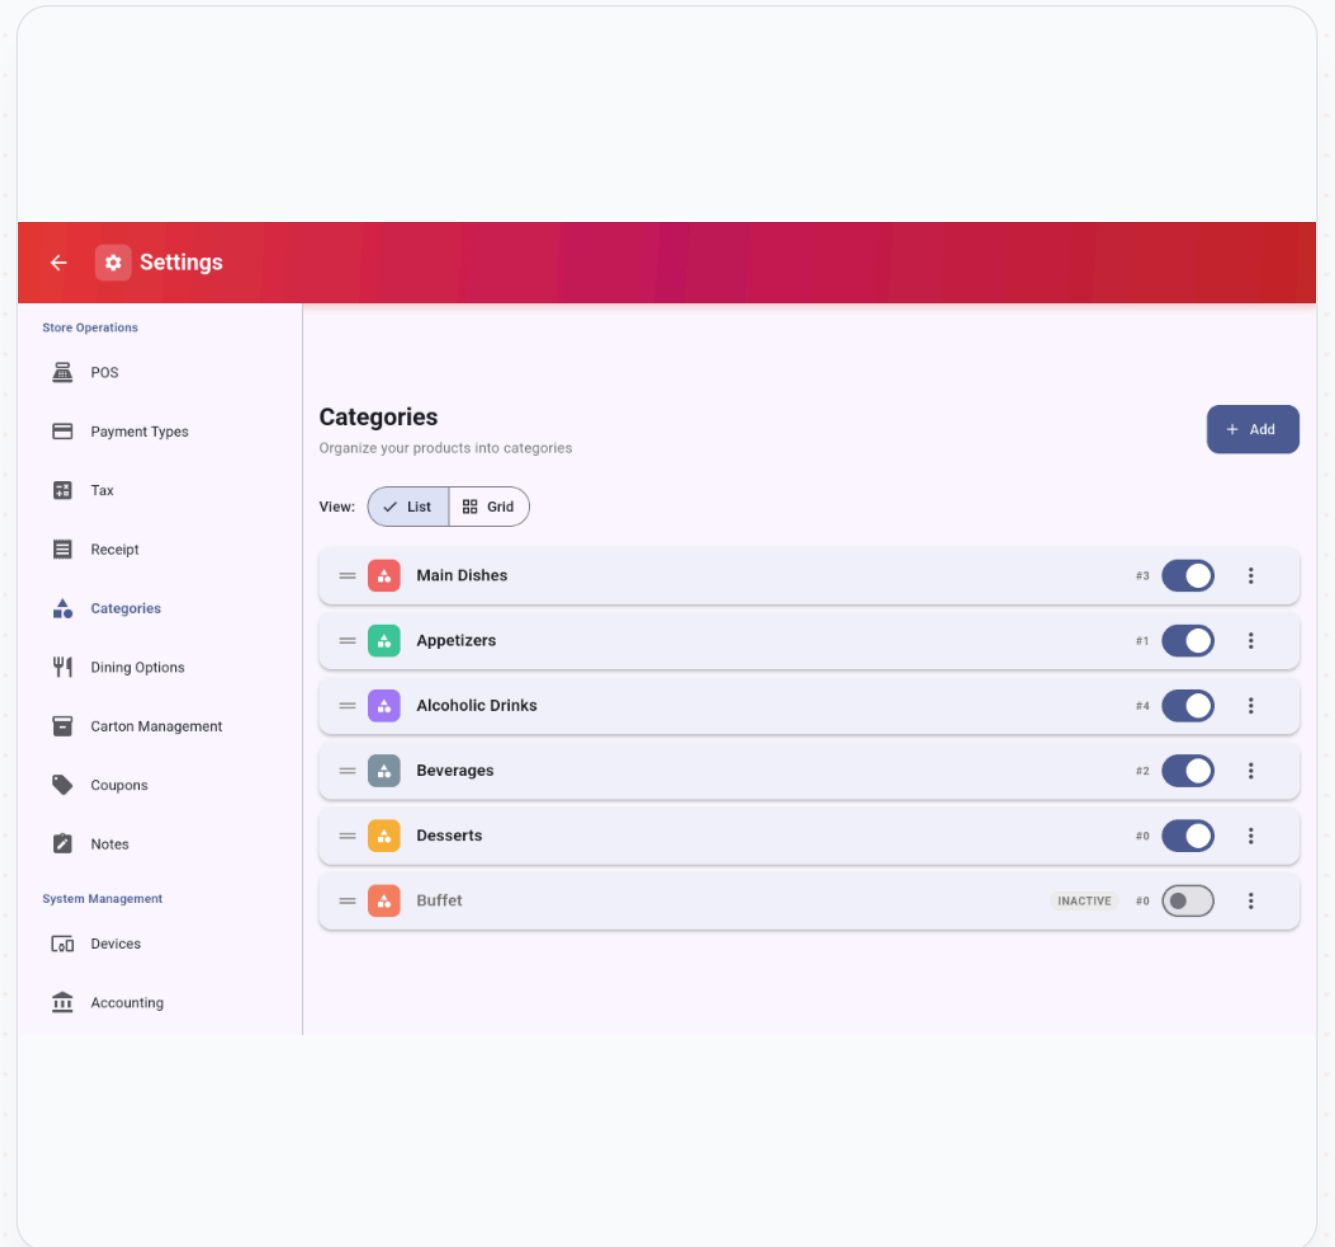 Settings
Store Operations
POS
Payment Types
Tax
Receipt
Categories
Dining Options
Carton Management
Coupons
Notes
System Management
Devices
Accounting
Categories
Organize your products into categories
Add
View: List Grid
Main Dishes #3
Appetizers #1
Alcoholic Drinks #4
Beverages #2
Desserts #0
Buffet INACTIVE #0